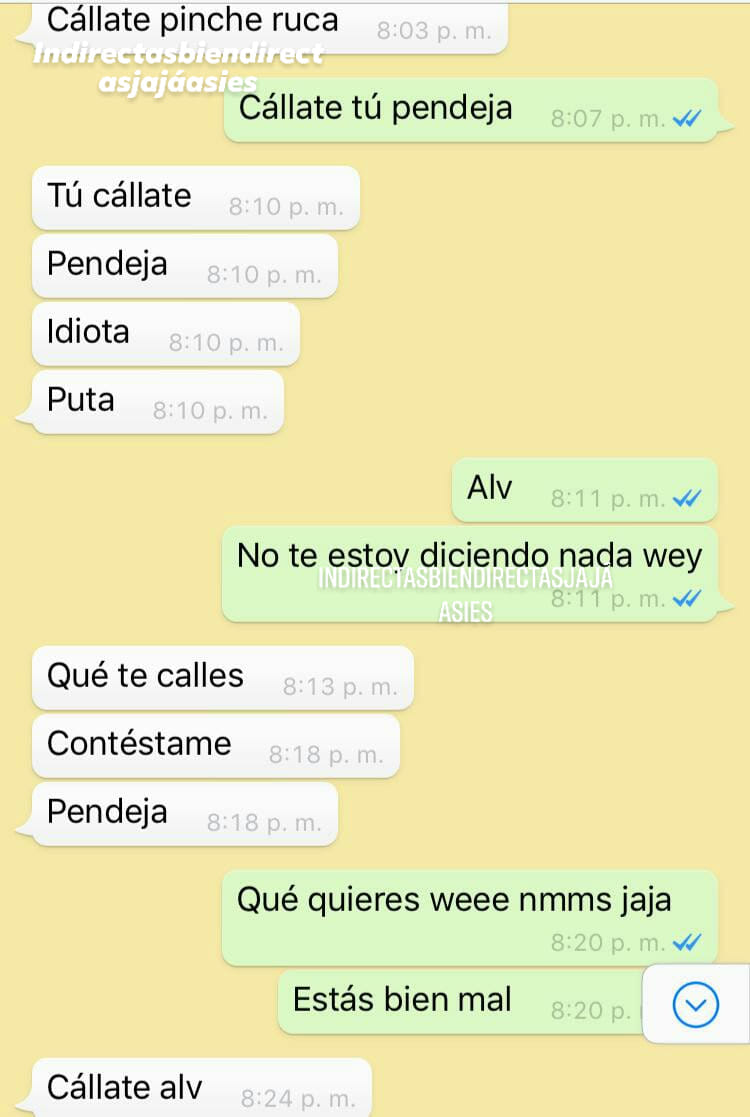 Cállate pinche ruca 8:03 p. m.
Indirectasbiendirect
asjajáasies
Cállate tú pendeja 8:07 p. m.
Tú cállate 8:10 p. m.
Pendeja 8:10 p. m.
Idiota 8:10 p. m.
Puta 8:10 p. m.
Alv 8:11 p. m.
No te estoy diciendo nada wey
INDIRECTASBIENDIRECTASJAJÁ
8:11 p. m.
ASIES
Qué te calles 8:13 p. m.
Contéstame 8:18 p. m.
Pendeja 8:18 p. m.
Qué quieres weee nmms jaja
8:20 p. m.
Estás bien mal 8:20 p.
Cállate alv 8:24 p. m.